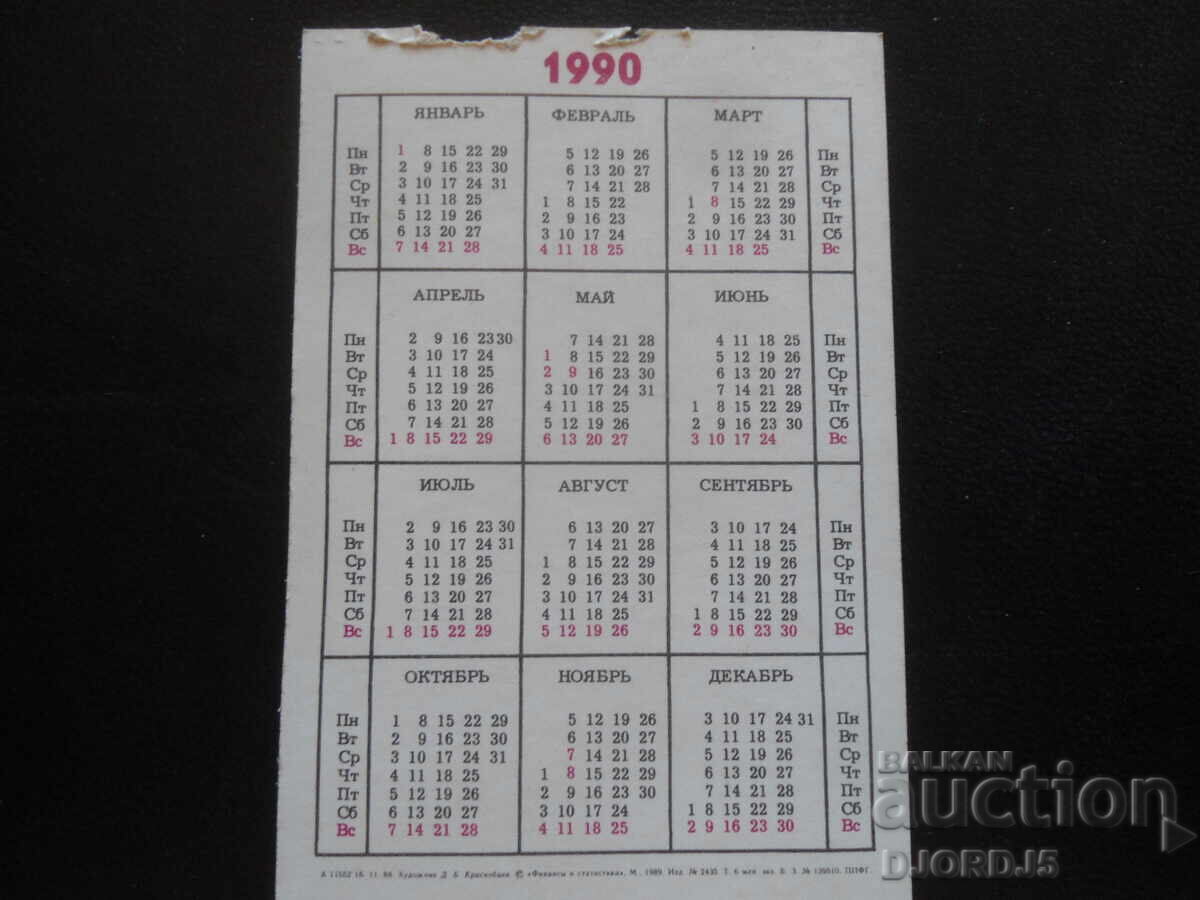 1990
ЯНВАРЬ ФЕВРАЛЬ МАРТ
Пн 1 8 15 22 29 5 12 19 26 5 12 19 26 Пн
Вт 2 9 16 23 30 6 13 20 27 6 13 20 27 Вт
Ср 3 10 17 24 31 7 14 21 28 7 14 21 28 Ср
Чт 4 11 18 25 1 8 15 22 1 8 15 22 29 Чт
Пт 5 12 19 26 2 9 16 23 2 9 16 23 30 Пт
Сб 6 13 20 27 3 10 17 24 3 10 17 24 31 Сб
Вс 7 14 21 28 4 11 18 25 4 11 18 25 Вс
АПРЕЛЬ МАЙ ИЮНЬ
Пн 2 9 16 23 30 7 14 21 28 4 11 18 25 Пн
Вт 3 10 17 24 1 8 15 22 29 5 12 19 26 Вт
Ср 4 11 18 25 2 9 16 23 30 6 13 20 27 Ср
Чт 5 12 19 26 3 10 17 24 31 7 14 21 28 Чт
Пт 6 13 20 27 4 11 18 25 1 8 15 22 29 Пт
Сб 7 14 21 28 5 12 19 26 2 9 16 23 30 Сб
Вс 1 8 15 22 29 6 13 20 27 3 10 17 24 Вс
ИЮЛЬ АВГУСТ СЕНТЯБРЬ
Пн 2 9 16 23 30 6 13 20 27 3 10 17 24 Пн
Вт 3 10 17 24 31 7 14 21 28 4 11 18 25 Вт
Ср 4 11 18 25 1 8 15 22 29 5 12 19 26 Ср
Чт 5 12 19 26 2 9 16 23 30 6 13 20 27 Чт
Пт 6 13 20 27 3 10 17 24 31 7 14 21 28 Пт
Сб 7 14 21 28 4 11 18 25 1 8 15 22 29 Сб
Вс 1 8 15 22 29 5 12 19 26 2 9 16 23 30 Вс
ОКТЯБРЬ НОЯБРЬ ДЕКАБРЬ
Пн 1 8 15 22 29 5 12 19 26 3 10 17 24 31 Пн
Вт 2 9 16 23 30 6 13 20 27 4 11 18 25 Вт
Ср 3 10 17 24 31 7 14 21 28 5 12 19 26 Ср
Чт 4 11 18 25 1 8 15 22 29 6 13 20 27 Чт
Пт 5 12 19 26 2 9 16 23 30 7 14 21 28 Пт
Сб 6 13 20 27 3 10 17 24 1 8 15 22 29 Сб
Вс 7 14 21 28 4 11 18 25 2 9 16 23 30 Вс
Художник Д. Б. © «Финансы и статистика», М., 1989. Изд. № 2435. Т. 6 млн
BALKAN
auction
DJORDJ5